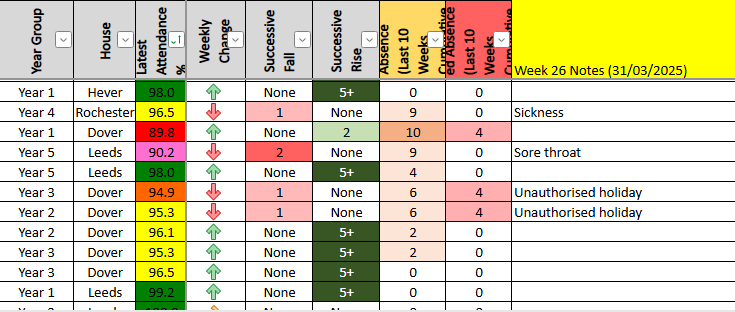 Year Group House Latest Attendance % Weekly Change Successive Fall Successive Rise Absence (Last 10 Weeks Cumulative ed Absence (Last 10 Weeks Cumulative Week 26 Notes (31/03/2025)
Year 1 Hever 98.0 None 5+ 0 0
Year 4 Rochester 96.5 1 None 9 0 Sickness
Year 1 Dover 89.8 None 2 10 4
Year 5 Leeds 90.2 2 None 9 0 Sore throat
Year 5 Leeds 98.0 None 5+ 4 0
Year 3 Dover 94.9 1 None 6 4 Unauthorised holiday
Year 2 Dover 95.3 1 None 6 4 Unauthorised holiday
Year 2 Dover 96.1 None 5+ 2 0
Year 3 Dover 95.3 None 5+ 2 0
Year 3 Dover 96.5 None 5+ 0 0
Year 1 Leeds 99.2 None 5+ 0 0